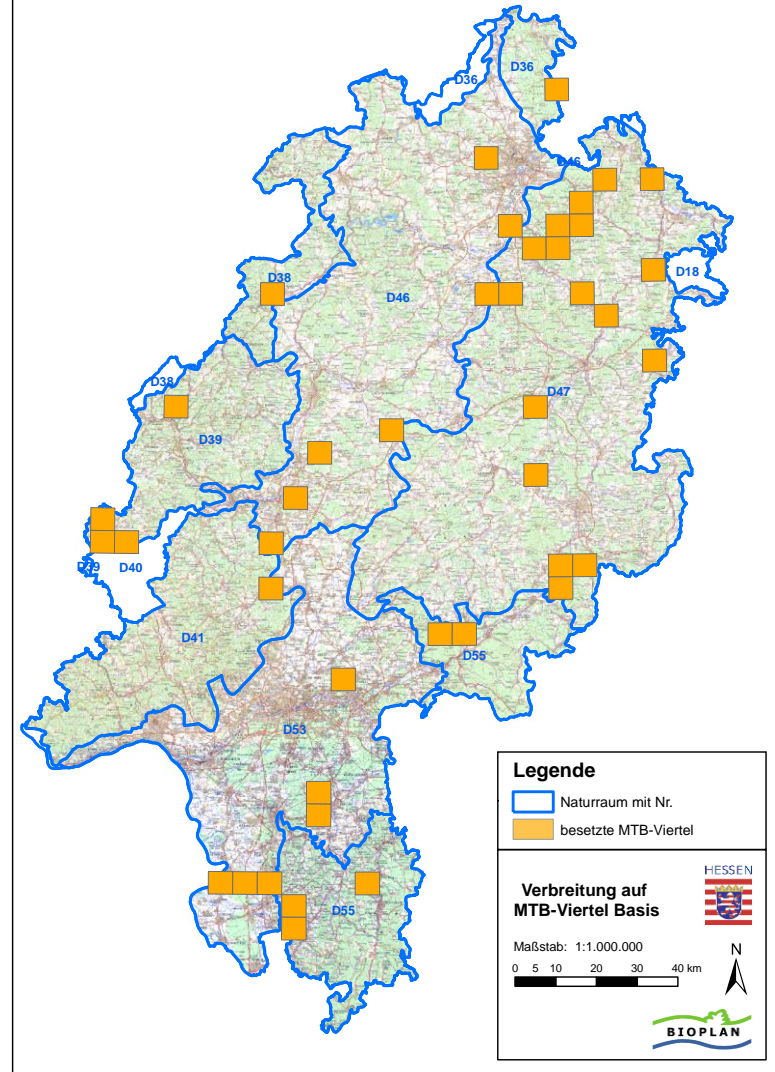 D36
D36
D46
D18
D38
D46
D38
D47
D39
D39
D40
D41
D55
D53
D55
Legende
Naturraum mit Nr.
besetzte MTB-Viertel
HESSEN
Verbreitung auf
MTB-Viertel Basis
Maßstab: 1:1.000.000
N
0 5 10 20 30 40 km
BIOPLAN